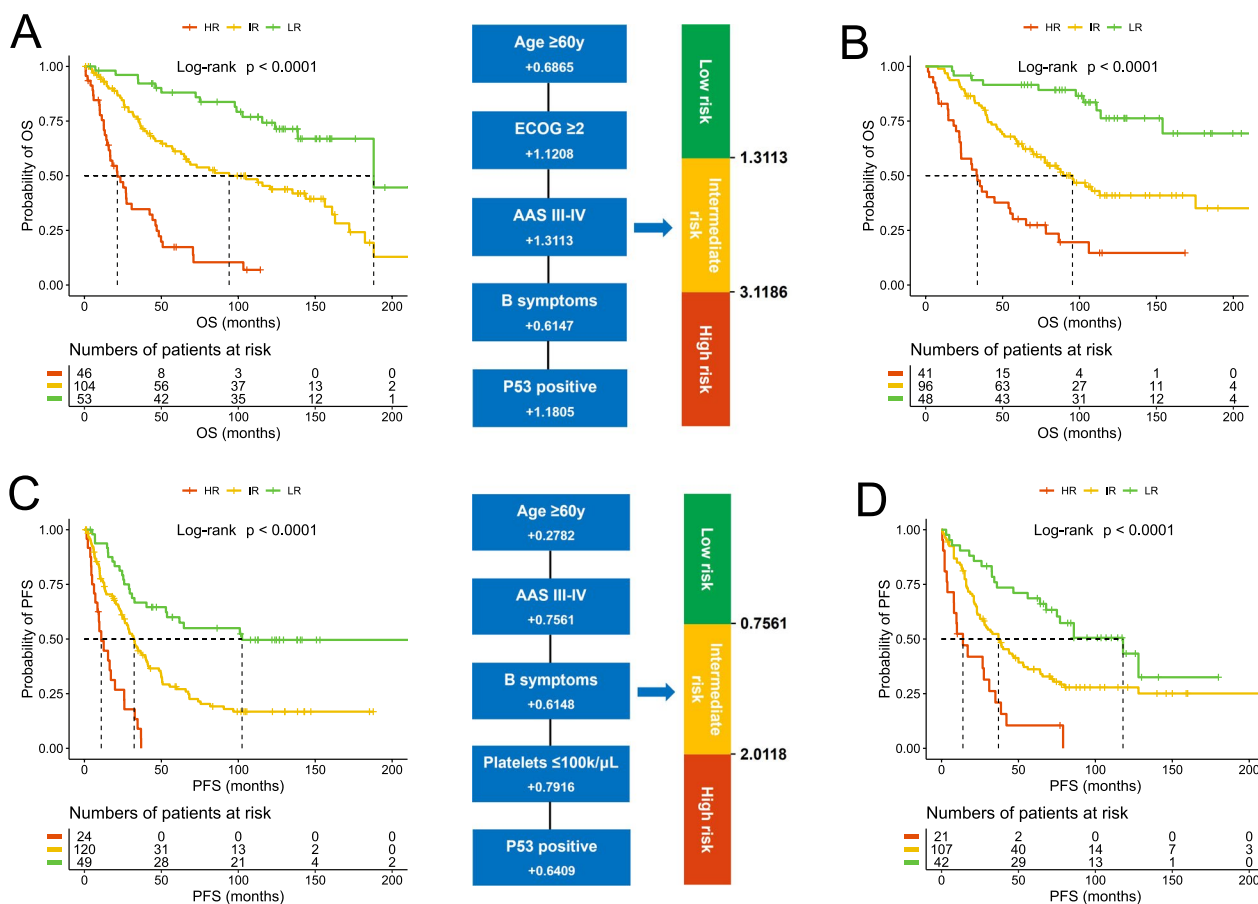 A
HR IR LR
Log-rank p < 0.0001
Probability of OS
1.00
0.75
0.50
0.25
0.00
0 50 100 150 200
OS (months)
Numbers of patients at risk
46 8 3 0 0
104 56 37 13 2
53 42 35 12 1
0 50 100 150 200
OS (months)
Age ≥60y
+0.6865
ECOG ≥2
+1.1208
AAS III-IV
+1.3113
B symptoms
+0.6147
P53 positive
+1.1805
Low risk
Intermediate
risk
High risk
1.3113
3.1186
B
HR IR LR
Log-rank p < 0.0001
Probability of OS
1.00
0.75
0.50
0.25
0.00
0 50 100 150 200
OS (months)
Numbers of patients at risk
41 15 4 1 0
96 63 27 11 4
48 43 31 12 4
0 50 100 150 200
OS (months)
C
HR IR LR
Log-rank p < 0.0001
Probability of PFS
1.00
0.75
0.50
0.25
0.00
0 50 100 150 200
PFS (months)
Numbers of patients at risk
24 0 0 0 0
120 31 13 2 0
49 28 21 4 2
0 50 100 150 200
PFS (months)
Age ≥60y
+0.2782
AAS III-IV
+0.7561
B symptoms
+0.6148
Platelets ≤100k/μL
+0.7916
P53 positive
+0.6409
Low risk
Intermediate
risk
High risk
0.7561
2.0118
D
HR IR LR
Log-rank p < 0.0001
Probability of PFS
1.00
0.75
0.50
0.25
0.00
0 50 100 150 200
PFS (months)
Numbers of patients at risk
21 2 0 0 0
107 40 14 7 3
42 29 13 1 0
0 50 100 150 200
PFS (months)